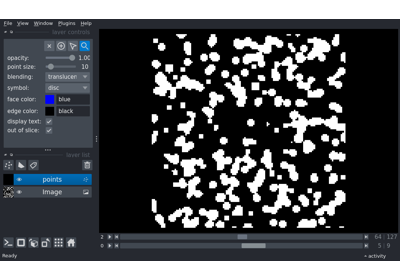 File View Window Plugins Help
layer controls
opacity: 1.00
point size: 10
blending: translucen
symbol: disc
face color: blue
edge color: black
display text:
out of slice:
layer list
points
Image
2 64 127
0 5 9
Ready activity